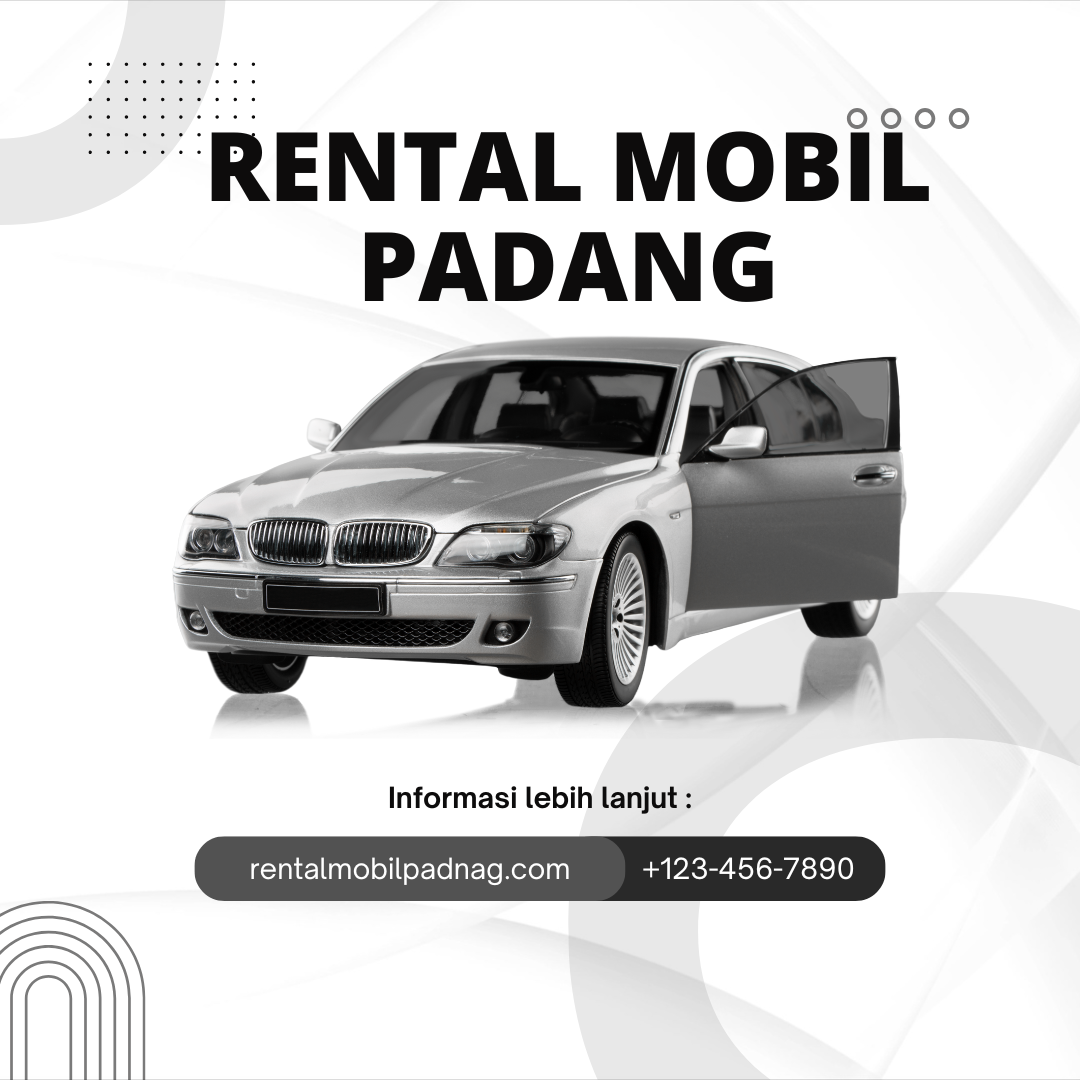 RENTAL MOBIL
PADANG
Informasi lebih lanjut :
rentalmobilpadnag.com
+123-456-7890